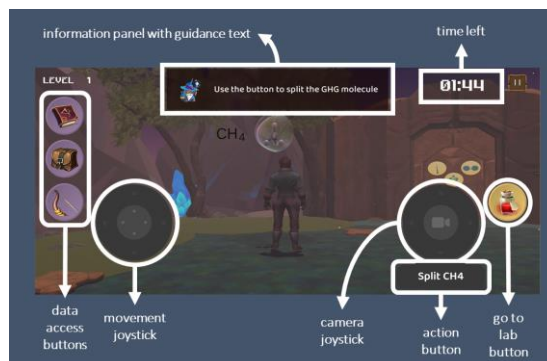 information panel with guidance text
time left
LEVEL 1
Use the button to split the GHG molecule
01:44
CH4
Split CH4
data
access
buttons
movement
joystick
camera
joystick
action
button
go to
lab
button